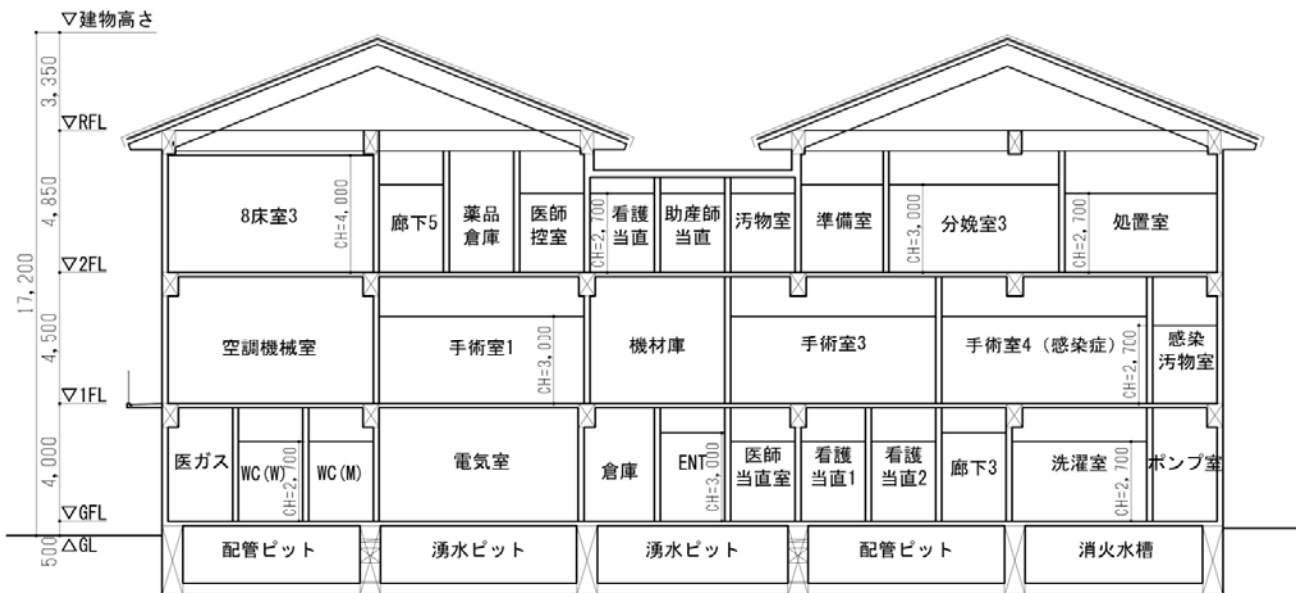 ▽建物高さ
3,350
▽RFL
4,850
8床室3
CH=4,000
廊下5
薬品
倉庫
医師
控室
CH=2,700
看護
当直
助産師
当直
汚物室
準備室
CH=3,000
分娩室3
CH=2,700
処置室
▽2FL
17,200
4,500
空調機械室
手術室1
CH=3,000
機材庫
手術室3
手術室4(感染症)
CH=2,700
感染
汚物室
▽1FL
4,000
医ガス
WC(W)
CH=2,700
WC(M)
電気室
倉庫
ENT
CH=3,000
医師
当直室
看護
当直1
看護
当直2
廊下3
洗濯室
CH=2,700
ポンプ室
▽GFL
500
△GL
配管ピット
湧水ピット
湧水ピット
配管ピット
消火水槽